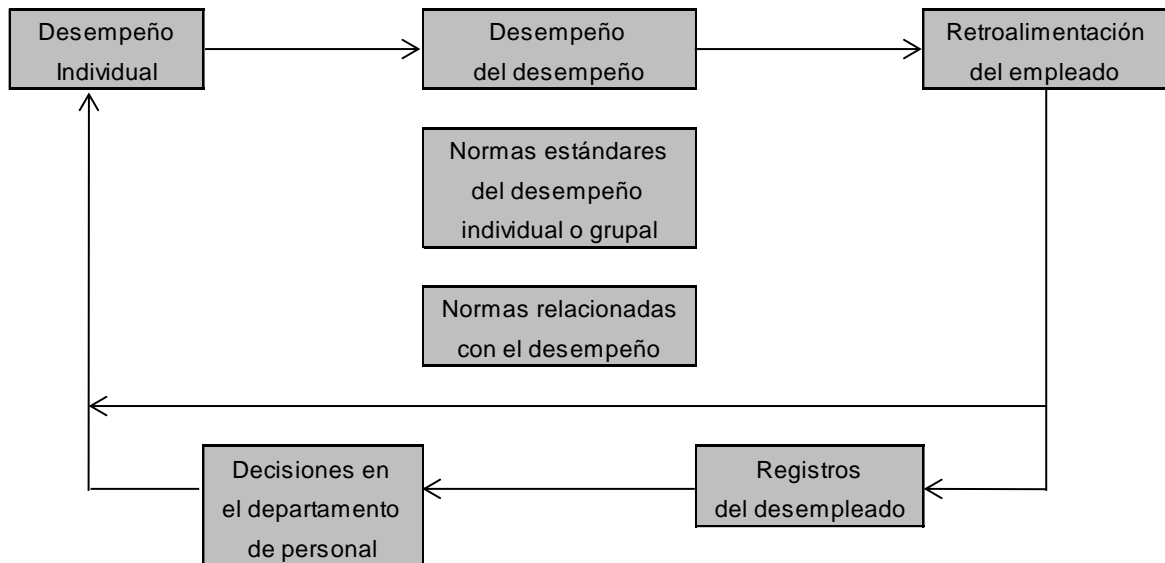 Desempeño
Individual
Desempeño
del desempeño
Retroalimentación
del empleado
Normas estándares
del desempeño
individual o grupal
Normas relacionadas
con el desempeño
Decisiones en
el departamento
de personal
Registros
del desempleado